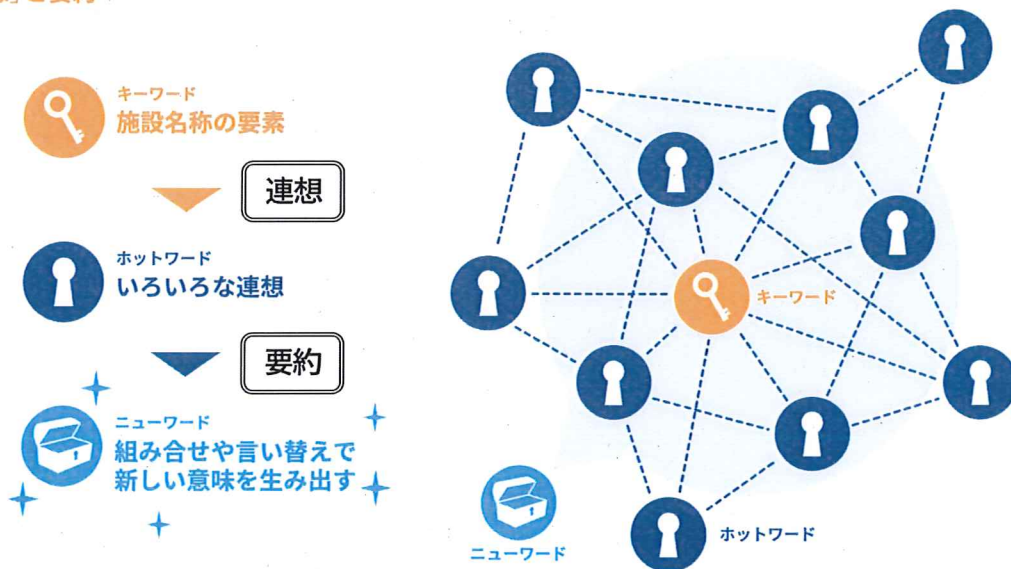 キーワード
施設名称の要素
連想
ホットワード
いろいろな連想
要約
ニューワード
組み合せや言い替えで
新しい意味を生み出す
キーワード
ホットワード
ニューワード